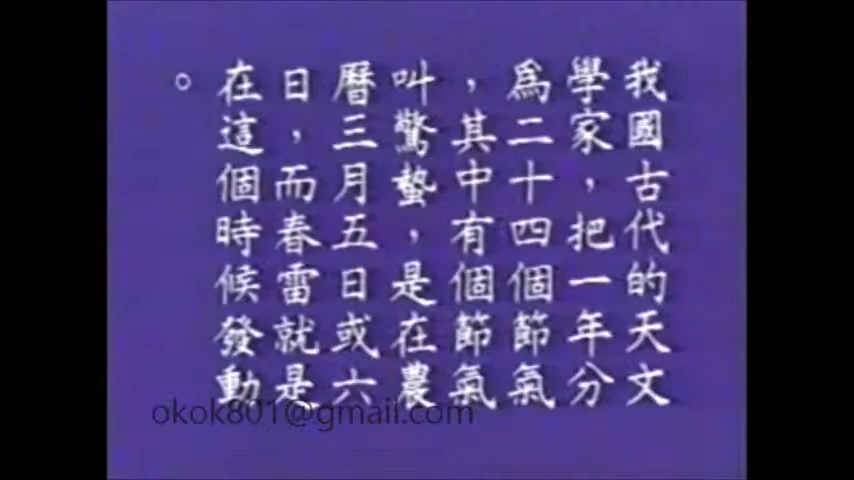 我國古代的天文
學家，把一年分
為二十四個節氣
，其中有個節氣
叫驚蟄，是在農
曆三月五日或六
日，而春雷就是
在這個時候發動
。
okok801@gmail.com